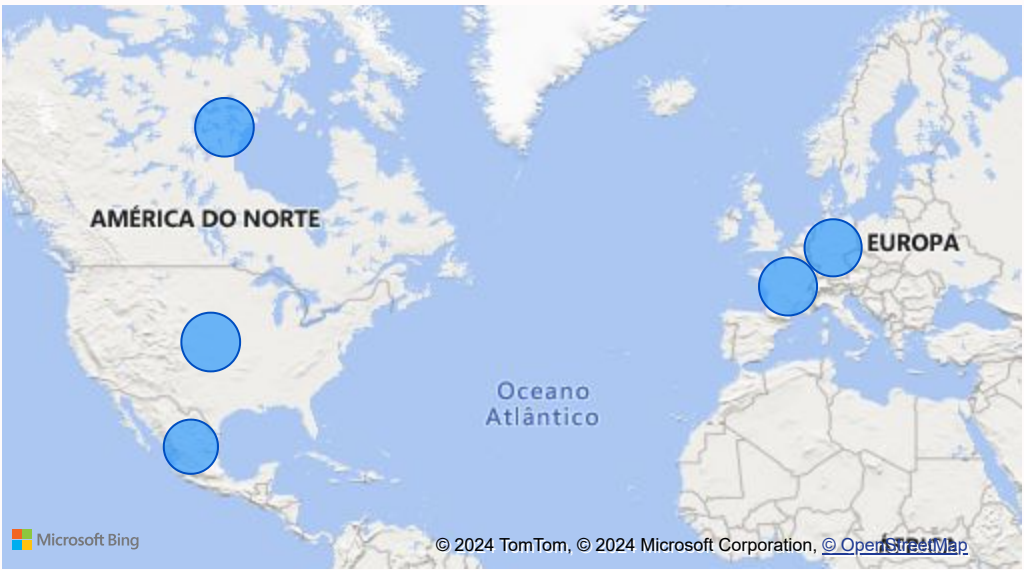 AMÉRICA DO NORTE
EUROPA
Oceano
Atlântico
Microsoft Bing
© 2024 TomTom, © 2024 Microsoft Corporation, © OpenStreetMap